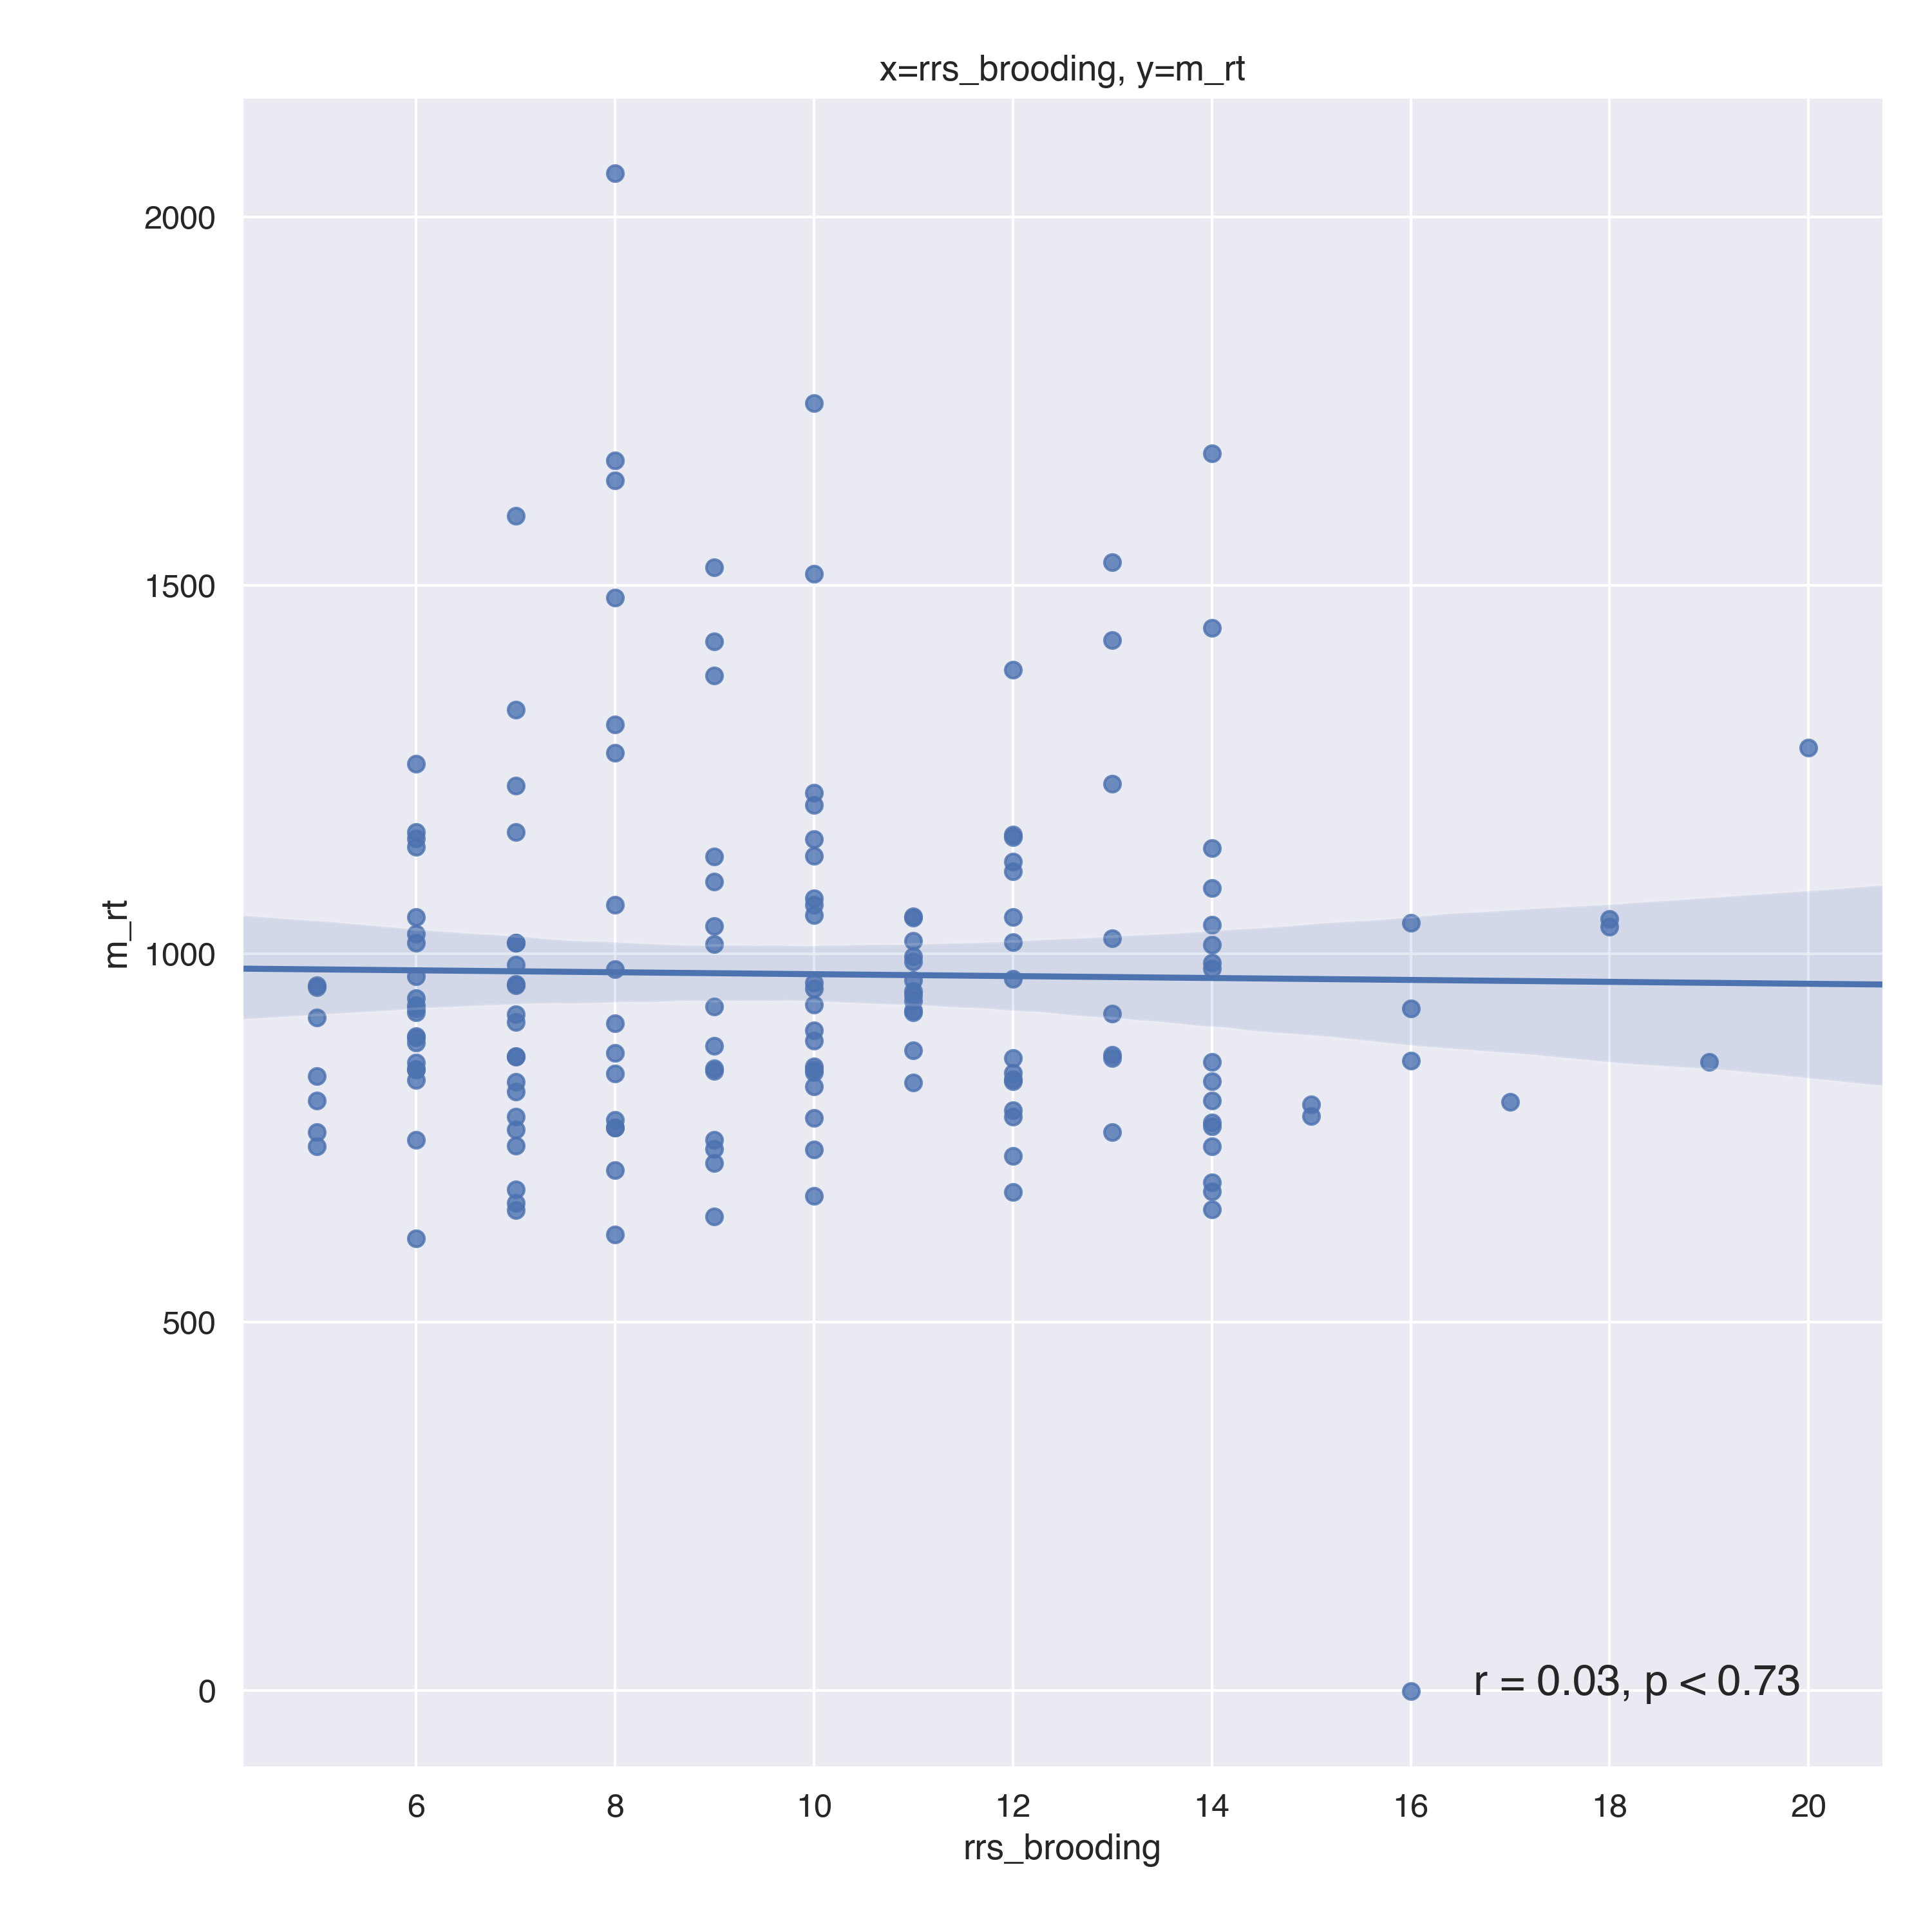 x=rrs_brooding, y=m_rt
2000
1500
1000
500
0
m_rt
r = 0.03, p < 0.73
6 8 10 12 14 16 18 20
rrs_brooding